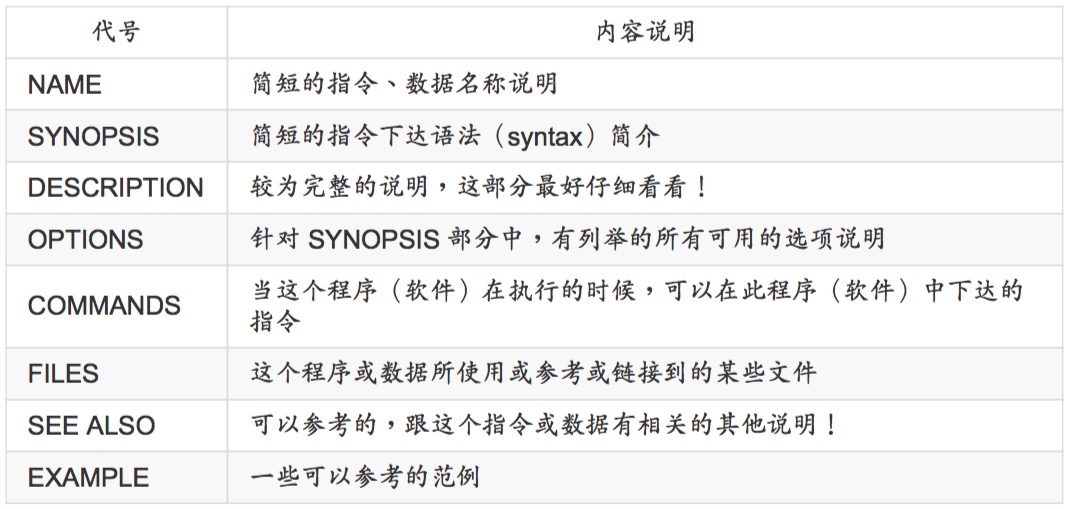 代号 内容说明
NAME 简短的指令、数据名称说明
SYNOPSIS 简短的指令下达语法（syntax）简介
DESCRIPTION 较为完整的说明，这部分最好仔细看看！
OPTIONS 针对 SYNOPSIS 部分中，有列举的所有可用的选项说明
COMMANDS 当这个程序（软件）在执行的时候，可以在此程序（软件）中下达的
指令
FILES 这个程序或数据所使用或参考或链接到的某些文件
SEE ALSO 可以参考的，跟这个指令或数据有相关的其他说明！
EXAMPLE 一些可以参考的范例